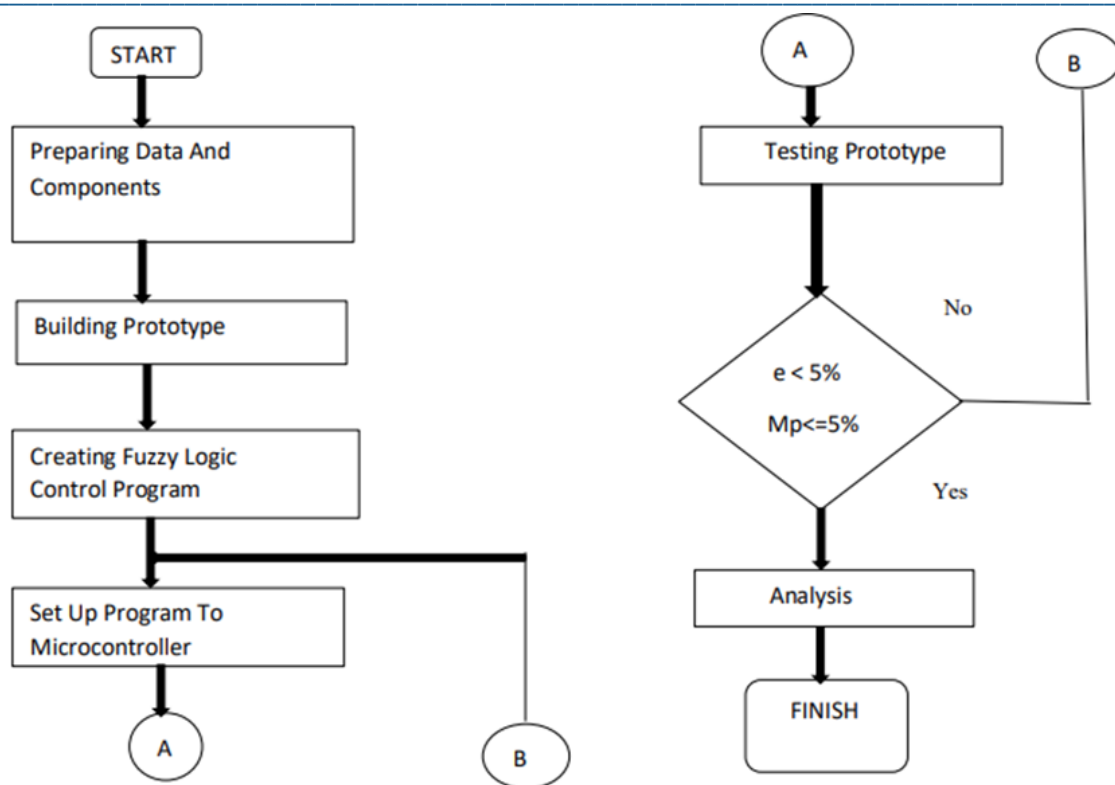 START
Preparing Data And
Components
Building Prototype
Creating Fuzzy Logic
Control Program
Set Up Program To
Microcontroller
A
B
A
B
Testing Prototype
No
e < 5%
Mp<=5%
Yes
Analysis
FINISH